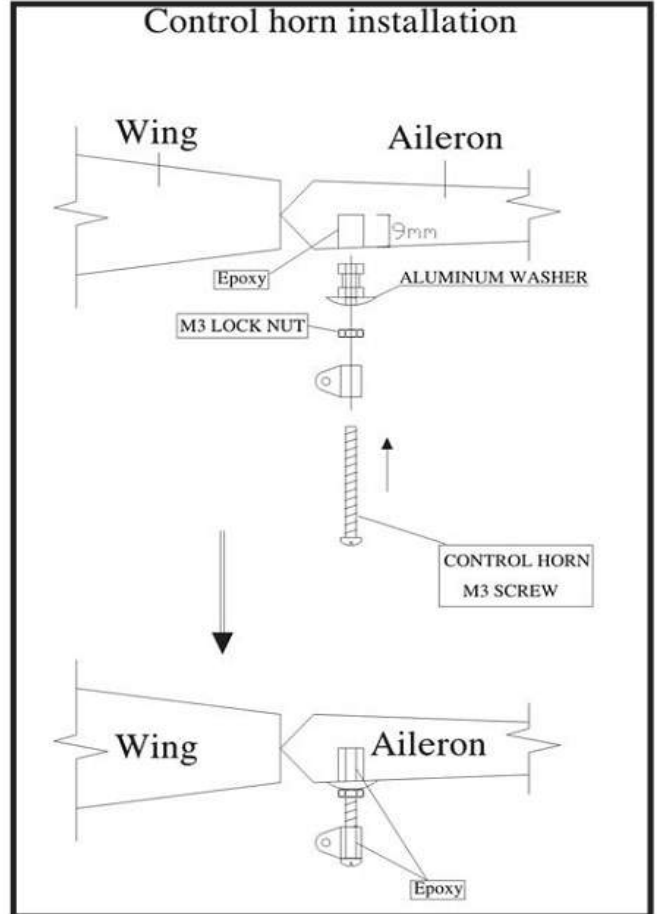 Control horn installation
Wing
Aileron
9mm
Epoxy
ALUMINUM WASHER
M3 LOCK NUT
CONTROL HORN
M3 SCREW
Wing
Aileron
Epoxy